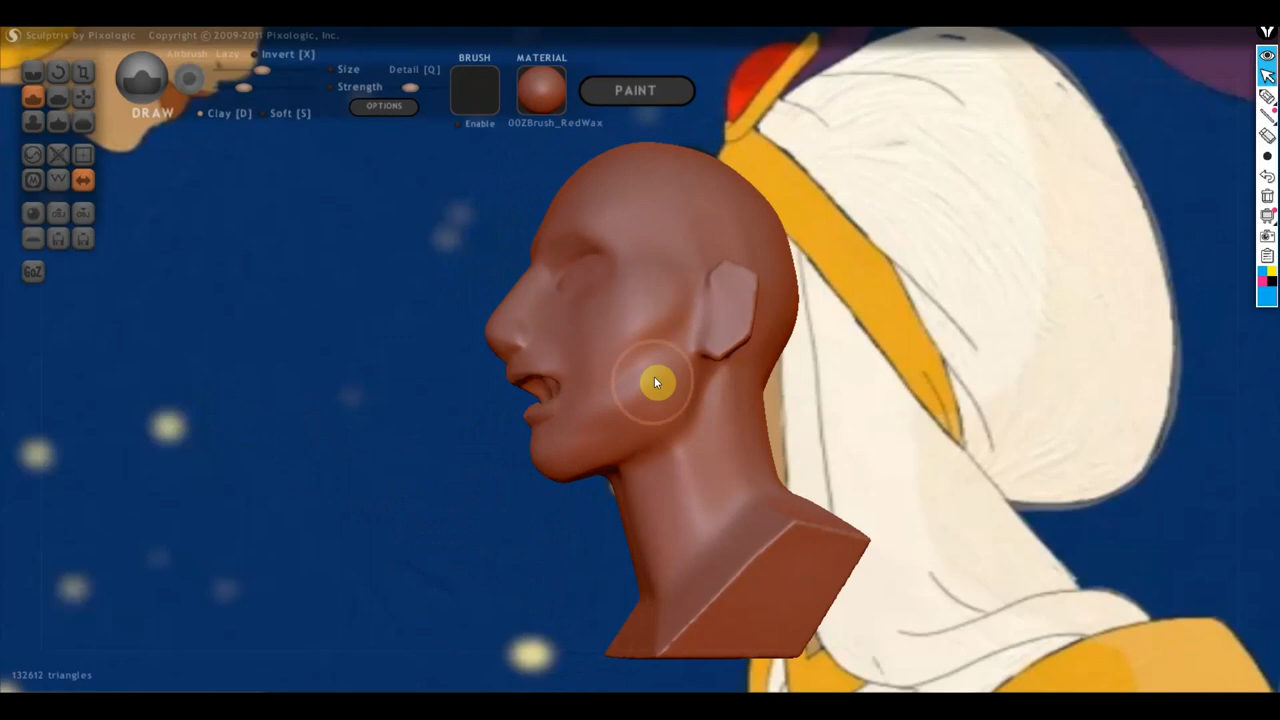 Sculptris by Pixologic Copyright © 2009-2011 Pixologic, Inc.
Airbrush Lazy Invert [X]
Size Detail [Q]
Strength
OPTIONS
DRAW Clay [D] Soft [S]
BRUSH
Enable
MATERIAL
00ZBrush_RedWax
PAINT
GoZ
132612 triangles